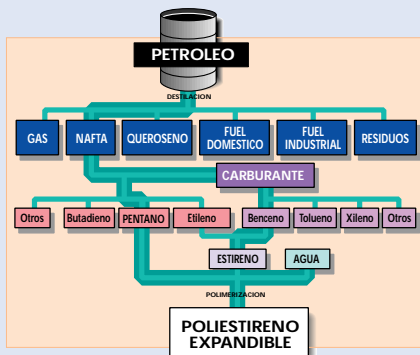 PETROLEO
DESTILACION
GAS
NAFTA
QUEROSENO
FUEL
DOMESTICO
FUEL
INDUSTRIAL
RESIDUOS
CARBURANTE
Otros
Butadieno
PENTANO
Etileno
Benceno
Tolueno
Xileno
Otros
ESTIRENO
AGUA
POLIMERIZACION
POLIESTIRENO
EXPANDIBLE